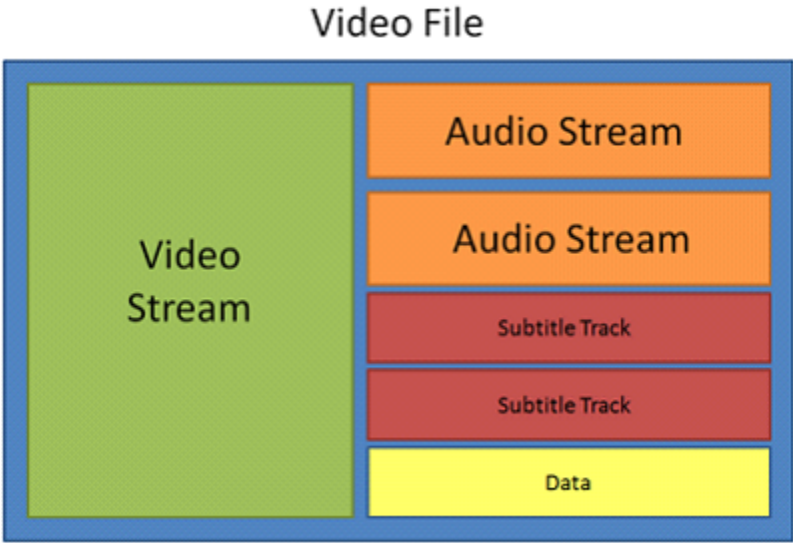 Video File
Video
Stream
Audio Stream
Audio Stream
Subtitle Track
Subtitle Track
Data